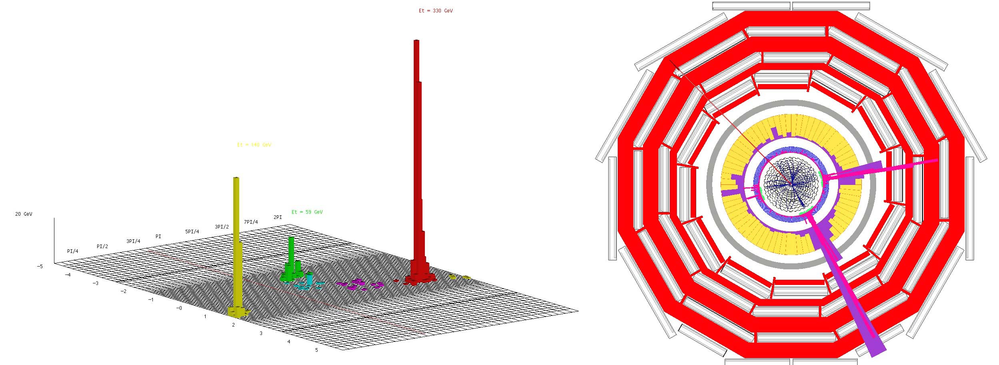 Et = 330 GeV
Et = 140 GeV
Et = 59 GeV
20 GeV
2PI
7PI/4
3PI/2
5PI/4
PI
3PI/4
PI/2
PI/4
−5
−4
−3
−2
−1
−0
1
2
3
4
5